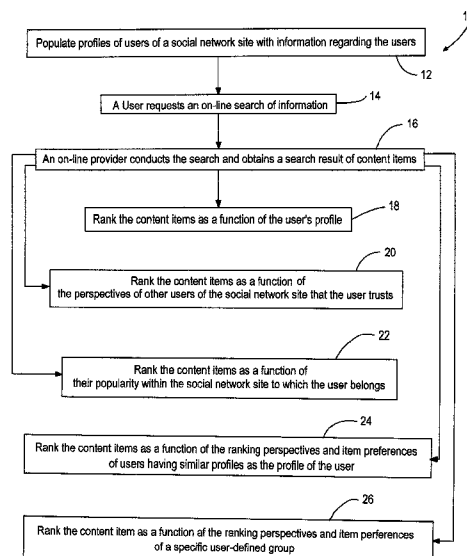 1
Populate profiles of users of a social network site with information regarding the users
12
14
A User requests an on-line search of information
16
An on-line provider conducts the search and obtains a search result of content items
Rank the content items as a function of the user's profile
18
20
Rank the content items as a function of
the perspectives of other users of the social network site that the user trusts
22
Rank the content items as a function of
their popularity within the social network site to which the user belongs
24
Rank the content items as a function of the ranking perspectives and item preferences
of users having similar profiles as the profile of the user
26
Rank the content item as a function af the ranking perspectives and item perferences
of a specific user-defined group